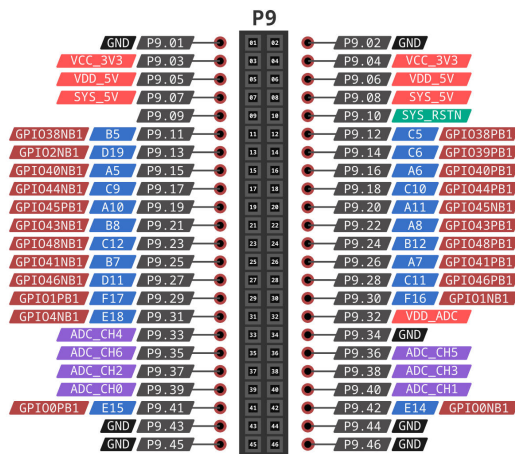 P9
GND P9.01 01 02 P9.02 GND
VCC_3V3 P9.03 03 04 P9.04 VCC_3V3
VDD_5V P9.05 05 06 P9.06 VDD_5V
SYS_5V P9.07 07 08 P9.08 SYS_5V
P9.09 09 10 P9.10 SYS_RSTN
GPIO38NB1 B5 P9.11 11 12 P9.12 C5 GPIO38PB1
GPIO2NB1 D19 P9.13 13 14 P9.14 C6 GPIO39PB1
GPIO40NB1 A5 P9.15 15 16 P9.16 A6 GPIO40PB1
GPIO44NB1 C9 P9.17 17 18 P9.18 C10 GPIO44PB1
GPIO45PB1 A10 P9.19 19 20 P9.20 A11 GPIO45NB1
GPIO43NB1 B8 P9.21 21 22 P9.22 A8 GPIO43PB1
GPIO48NB1 C12 P9.23 23 24 P9.24 B12 GPIO48PB1
GPIO41NB1 B7 P9.25 25 26 P9.26 A7 GPIO41PB1
GPIO46NB1 D11 P9.27 27 28 P9.28 C11 GPIO46PB1
GPIO1PB1 F17 P9.29 29 30 P9.30 F16 GPIO1NB1
GPIO4NB1 E18 P9.31 31 32 P9.32 VDD_ADC
ADC_CH4 P9.33 33 34 P9.34 GND
ADC_CH6 P9.35 35 36 P9.36 ADC_CH5
ADC_CH2 P9.37 37 38 P9.38 ADC_CH3
ADC_CH0 P9.39 39 40 P9.40 ADC_CH1
GPIO0PB1 E15 P9.41 41 42 P9.42 E14 GPIO0NB1
GND P9.43 43 44 P9.44 GND
GND P9.45 45 46 P9.46 GND